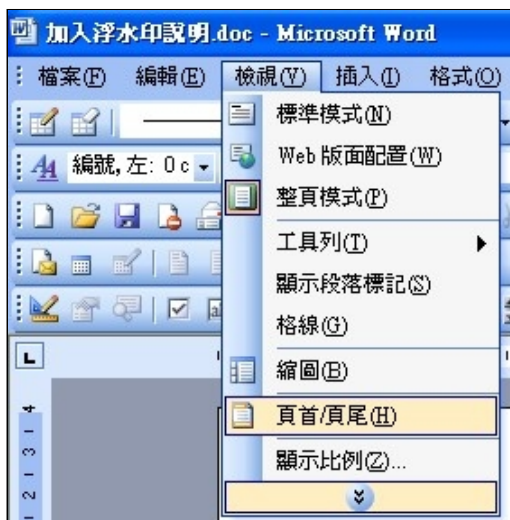 加入浮水印說明.doc - Microsoft Word
檔案(F) 編輯(E) 檢視(V) 插入(I) 格式(O)
標準模式(N)
Web 版面配置(W)
編號, 左: 0 c
整頁模式(P)
工具列(T)
顯示段落標記(S)
格線(G)
縮圖(B)
頁首/頁尾(H)
顯示比例(Z)...
L
4
3
2